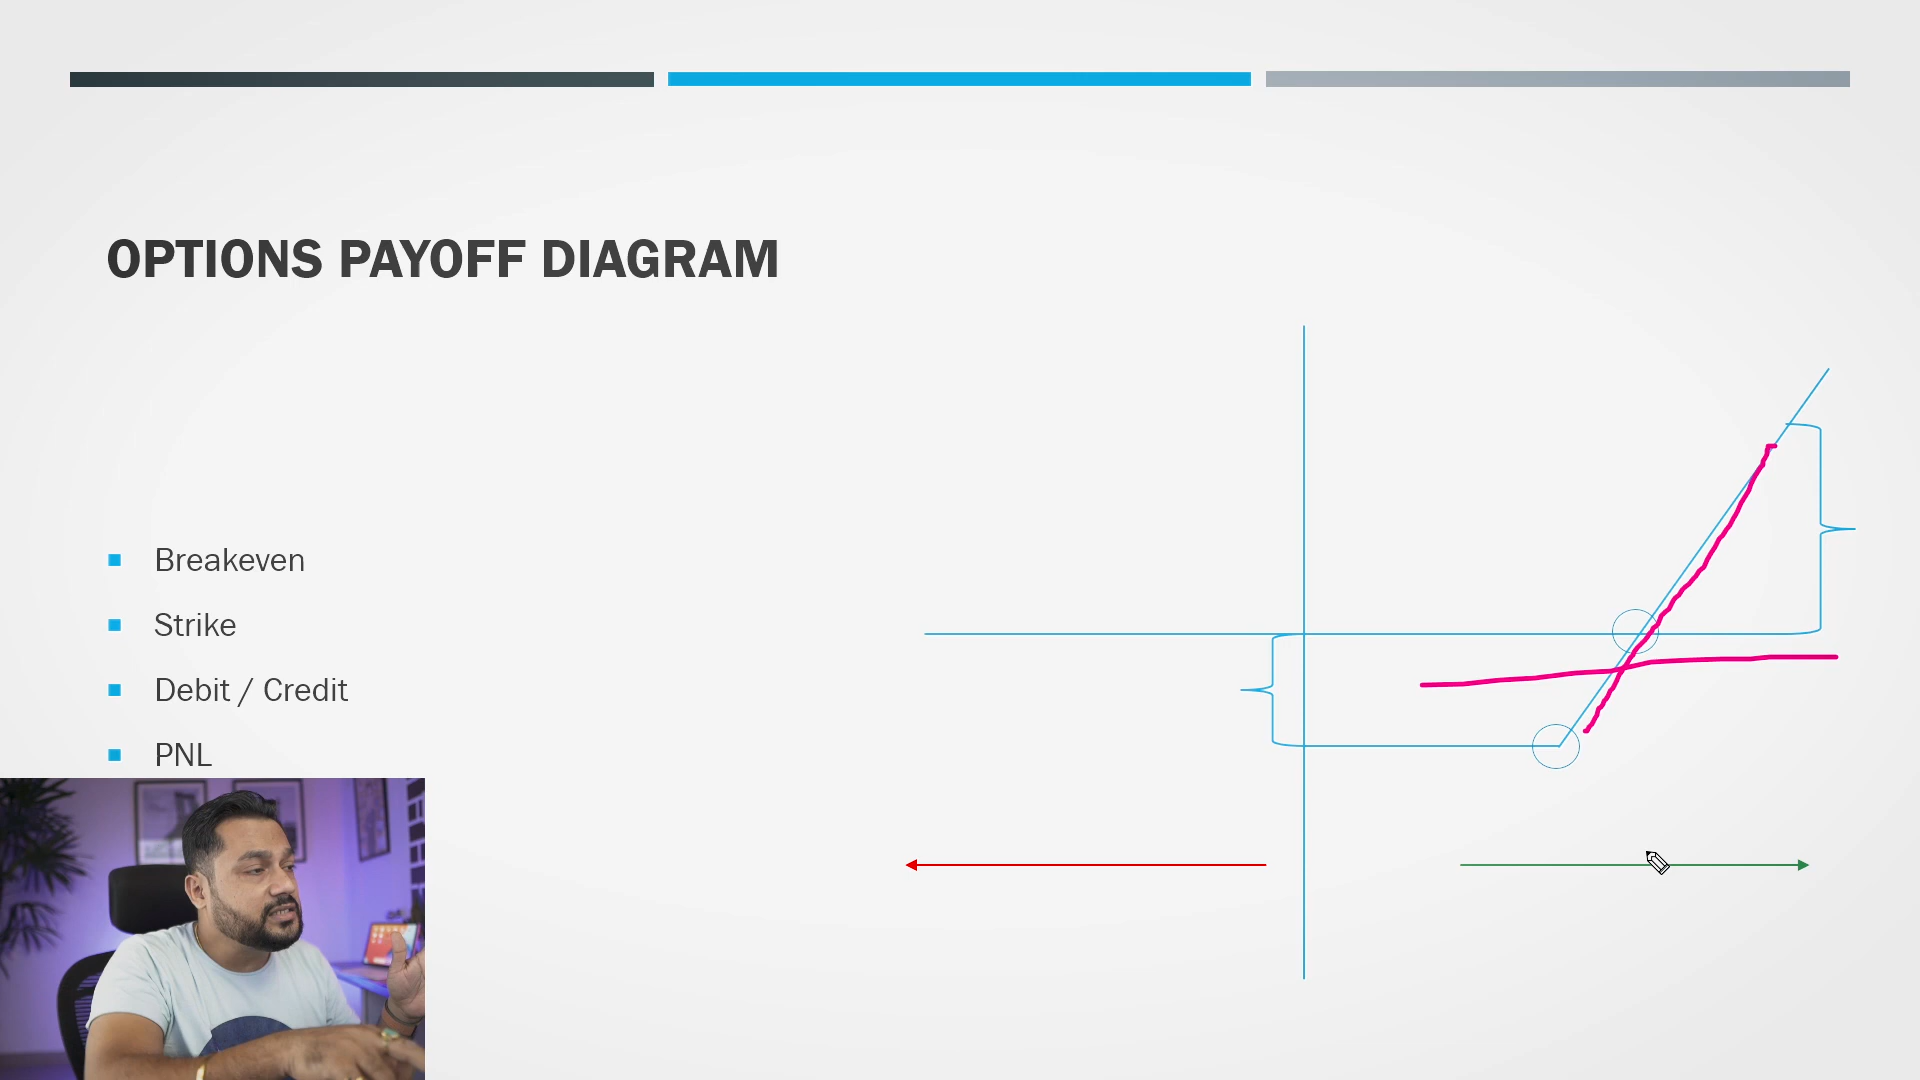 OPTIONS PAYOFF DIAGRAM
Breakeven
Strike
Debit / Credit
PNL